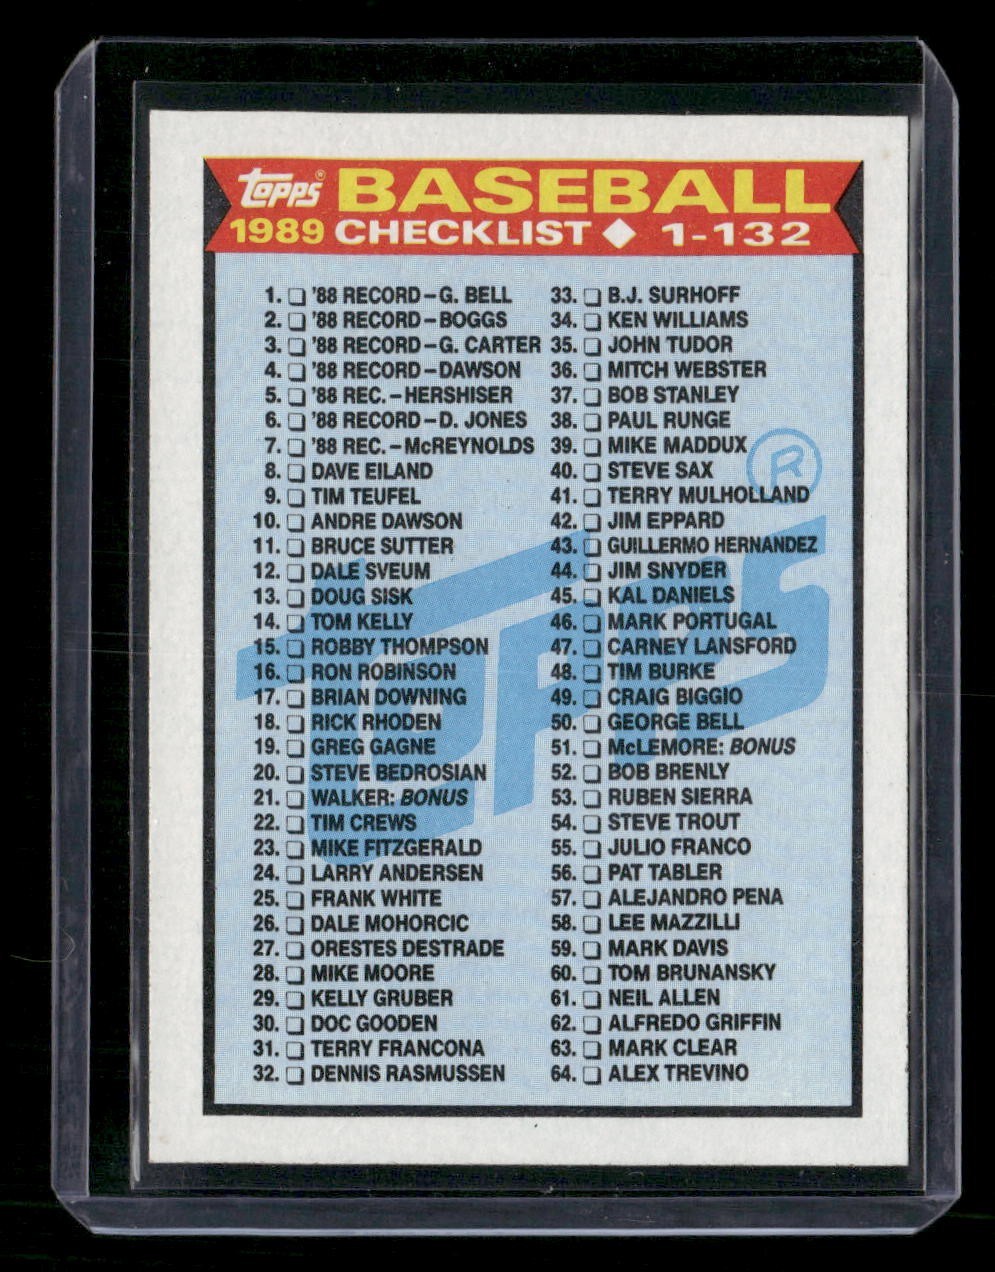 Topps® BASEBALL
1989 CHECKLIST ◆ 1-132
1. ❏ '88 RECORD–G. BELL
2. ❏ '88 RECORD–BOGGS
3. ❏ '88 RECORD–G. CARTER
4. ❏ '88 RECORD–DAWSON
5. ❏ '88 REC.–HERSHISER
6. ❏ '88 RECORD–D. JONES
7. ❏ '88 REC.–McREYNOLDS
8. ❏ DAVE EILAND
9. ❏ TIM TEUFEL
10. ❏ ANDRE DAWSON
11. ❏ BRUCE SUTTER
12. ❏ DALE SVEUM
13. ❏ DOUG SISK
14. ❏ TOM KELLY
15. ❏ ROBBY THOMPSON
16. ❏ RON ROBINSON
17. ❏ BRIAN DOWNING
18. ❏ RICK RHODEN
19. ❏ GREG GAGNE
20. ❏ STEVE BEDROSIAN
21. ❏ WALKER: BONUS
22. ❏ TIM CREWS
23. ❏ MIKE FITZGERALD
24. ❏ LARRY ANDERSEN
25. ❏ FRANK WHITE
26. ❏ DALE MOHORCIC
27. ❏ ORESTES DESTRADE
28. ❏ MIKE MOORE
29. ❏ KELLY GRUBER
30. ❏ DOC GOODEN
31. ❏ TERRY FRANCONA
32. ❏ DENNIS RASMUSSEN
33. ❏ B.J. SURHOFF
34. ❏ KEN WILLIAMS
35. ❏ JOHN TUDOR
36. ❏ MITCH WEBSTER
37. ❏ BOB STANLEY
38. ❏ PAUL RUNGE
39. ❏ MIKE MADDUX
40. ❏ STEVE SAX
41. ❏ TERRY MULHOLLAND
42. ❏ JIM EPPARD
43. ❏ GUILLERMO HERNANDEZ
44. ❏ JIM SNYDER
45. ❏ KAL DANIELS
46. ❏ MARK PORTUGAL
47. ❏ CARNEY LANSFORD
48. ❏ TIM BURKE
49. ❏ CRAIG BIGGIO
50. ❏ GEORGE BELL
51. ❏ McLEMORE: BONUS
52. ❏ BOB BRENLY
53. ❏ RUBEN SIERRA
54. ❏ STEVE TROUT
55. ❏ JULIO FRANCO
56. ❏ PAT TABLER
57. ❏ ALEJANDRO PENA
58. ❏ LEE MAZZILLI
59. ❏ MARK DAVIS
60. ❏ TOM BRUNANSKY
61. ❏ NEIL ALLEN
62. ❏ ALFREDO GRIFFIN
63. ❏ MARK CLEAR
64. ❏ ALEX TREVINO
Topps®